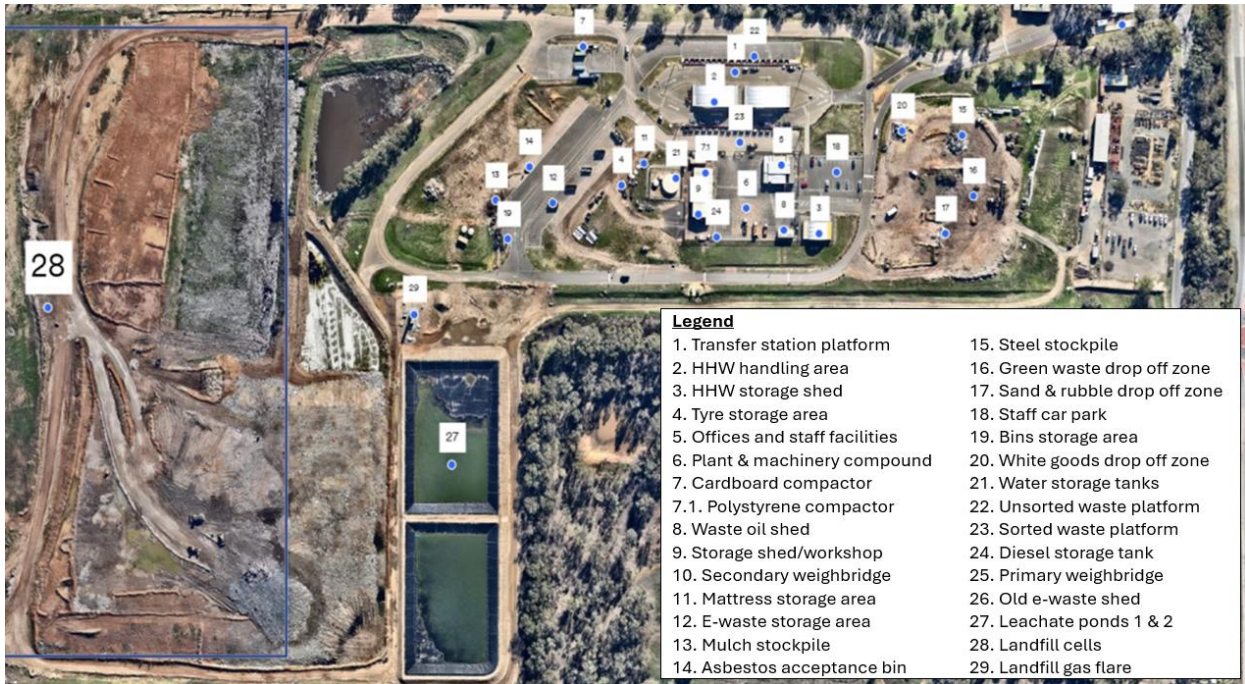 7
22
1
2
23
20
15
11
14
4
21
7.1
5
18
13
12
9
6
16
24
8
3
17
19
28
29
27
Legend
1. Transfer station platform
2. HHW handling area
3. HHW storage shed
4. Tyre storage area
5. Offices and staff facilities
6. Plant & machinery compound
7. Cardboard compactor
7.1. Polystyrene compactor
8. Waste oil shed
9. Storage shed/workshop
10. Secondary weighbridge
11. Mattress storage area
12. E-waste storage area
13. Mulch stockpile
14. Asbestos acceptance bin
15. Steel stockpile
16. Green waste drop off zone
17. Sand & rubble drop off zone
18. Staff car park
19. Bins storage area
20. White goods drop off zone
21. Water storage tanks
22. Unsorted waste platform
23. Sorted waste platform
24. Diesel storage tank
25. Primary weighbridge
26. Old e-waste shed
27. Leachate ponds 1 & 2
28. Landfill cells
29. Landfill gas flare